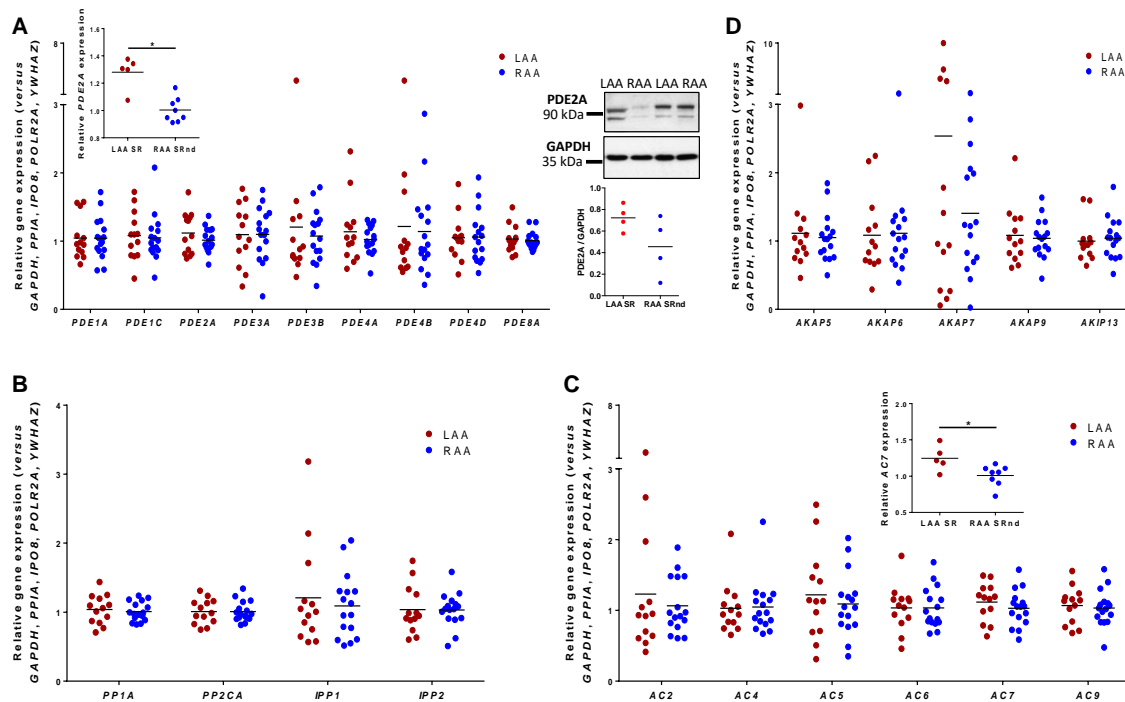 A
Relative gene expression (versus
GAPDH, PPIA, IPO8, POLR2A, YWHAZ)
8
3
2
1
0
Relative PDE2A expression
1.6
1.4
1.2
1.0
0.8
*
LAA SR
RAA SRnd
LAA
RAA
PDE1A
PDE1C
PDE2A
PDE3A
PDE3B
PDE4A
PDE4B
PDE4D
PDE8A
LAA RAA LAA RAA
PDE2A
90 kDa
GAPDH
35 kDa
PDE2A / GAPDH
1.0
0.8
0.6
0.4
0.2
0.0
LAA SR
RAA SRnd
D
Relative gene expression (versus
GAPDH, PPIA, IPO8, POLR2A, YWHAZ)
10
3
2
1
0
LAA
RAA
AKAP5
AKAP6
AKAP7
AKAP9
AKIP13
B
Relative gene expression (versus
GAPDH, PPIA, IPO8, POLR2A, YWHAZ)
4
3
2
1
0
LAA
RAA
PP1A
PP2CA
IPP1
IPP2
C
Relative gene expression (versus
GAPDH, PPIA, IPO8, POLR2A, YWHAZ)
8
3
2
1
0
Relative AC7 expression
2.0
1.5
1.0
0.5
*
LAA SR
RAA SRnd
LAA
RAA
AC2
AC4
AC5
AC6
AC7
AC9